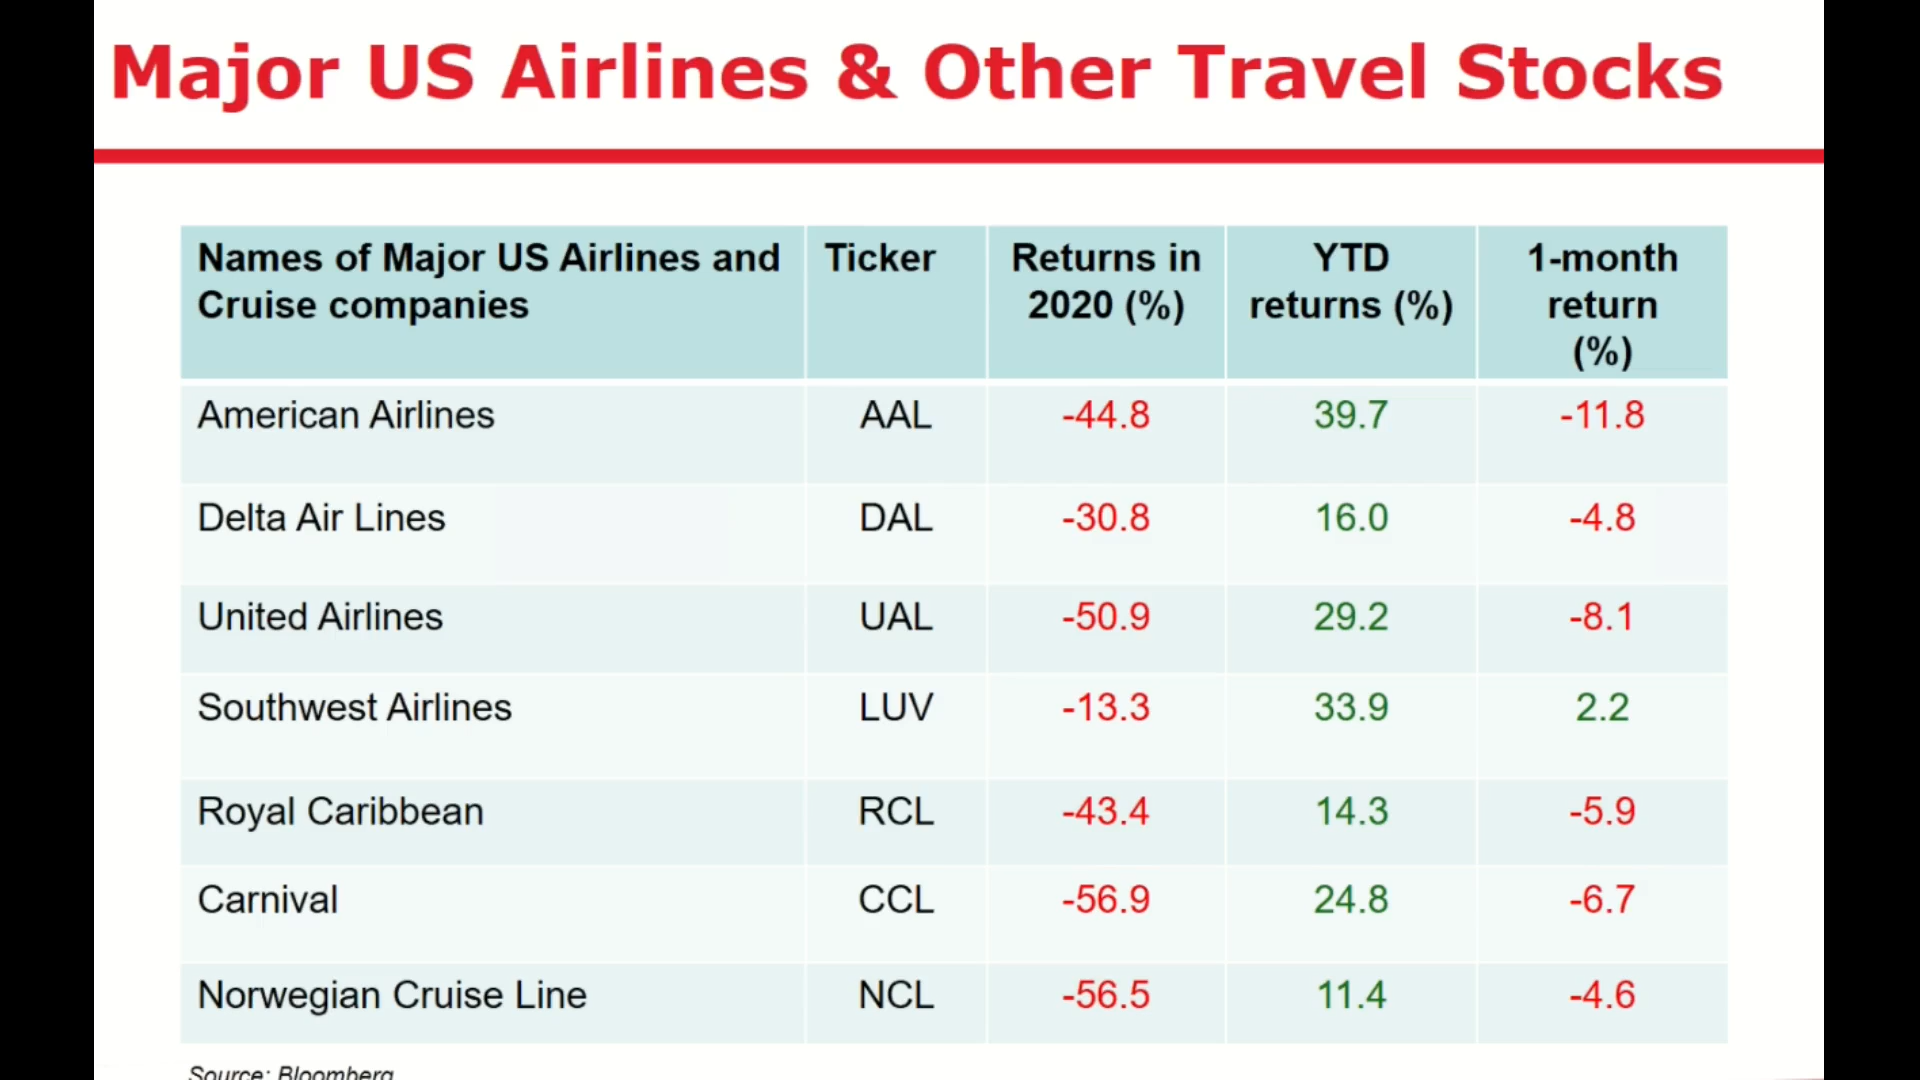 Major US Airlines & Other Travel Stocks
Names of Major US Airlines and Cruise companies Ticker Returns in 2020 (%) YTD returns (%) 1-month return (%)
American Airlines AAL -44.8 39.7 -11.8
Delta Air Lines DAL -30.8 16.0 -4.8
United Airlines UAL -50.9 29.2 -8.1
Southwest Airlines LUV -13.3 33.9 2.2
Royal Caribbean RCL -43.4 14.3 -5.9
Carnival CCL -56.9 24.8 -6.7
Norwegian Cruise Line NCL -56.5 11.4 -4.6
Source: Bloomberg